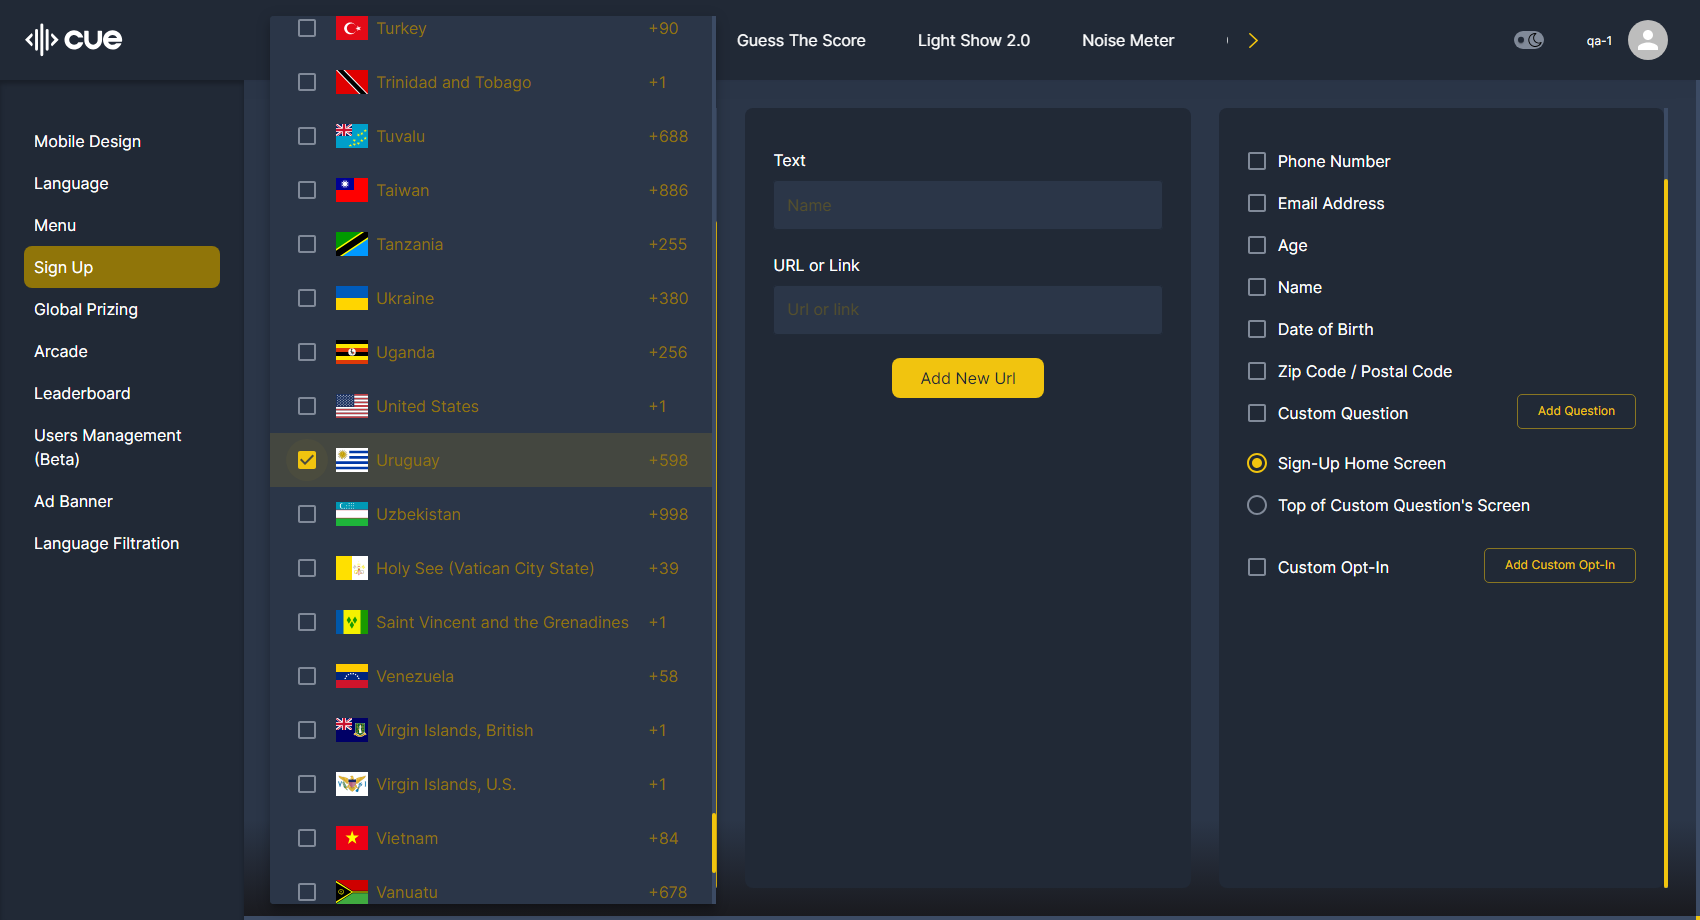 cue
Guess The Score
Light Show 2.0
Noise Meter
qa-1
Mobile Design
Language
Menu
Sign Up
Global Prizing
Arcade
Leaderboard
Users Management
(Beta)
Ad Banner
Language Filtration
Turkey +90
Trinidad and Tobago +1
Tuvalu +688
Taiwan +886
Tanzania +255
Ukraine +380
Uganda +256
United States +1
Uruguay +598
Uzbekistan +998
Holy See (Vatican City State) +39
Saint Vincent and the Grenadines +1
Venezuela +58
Virgin Islands, British +1
Virgin Islands, U.S. +1
Vietnam +84
Vanuatu +678
Text
Name
URL or Link
Url or link
Add New Url
Phone Number
Email Address
Age
Name
Date of Birth
Zip Code / Postal Code
Custom Question
Add Question
Sign-Up Home Screen
Top of Custom Question's Screen
Custom Opt-In
Add Custom Opt-In